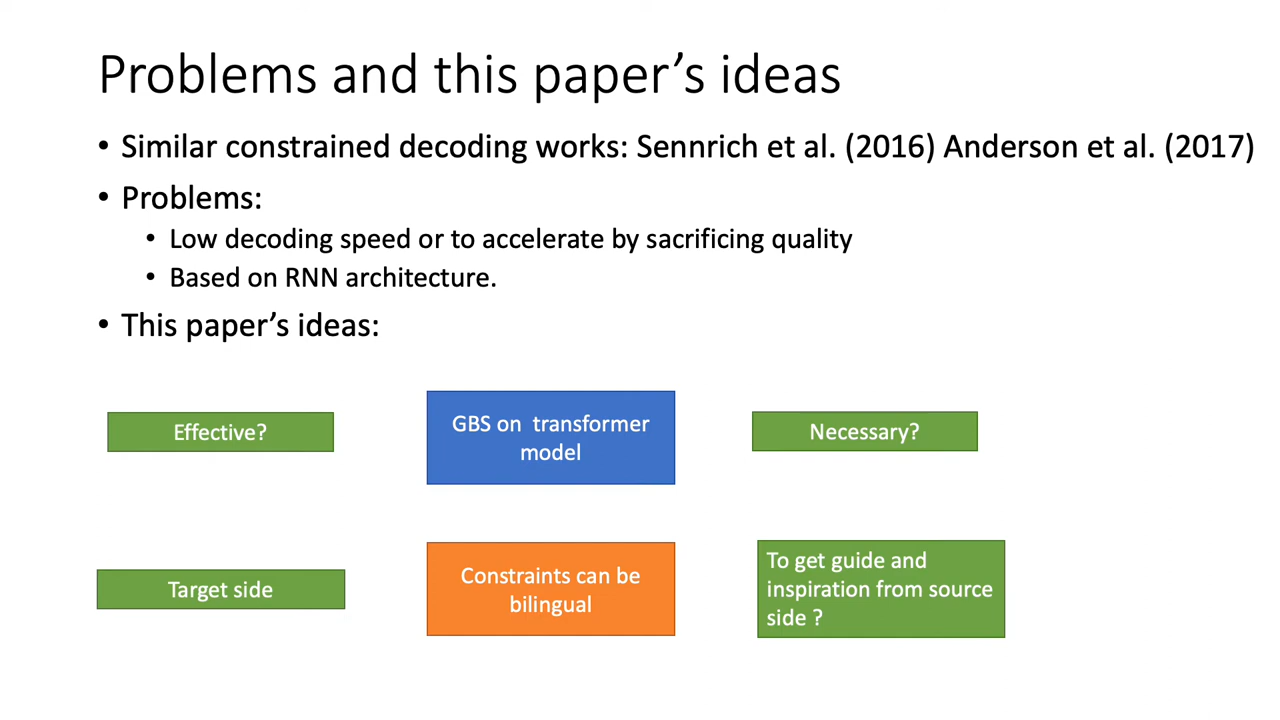 Problems and this paper’s ideas
• Similar constrained decoding works: Sennrich et al. (2016) Anderson et al. (2017)
• Problems:
• Low decoding speed or to accelerate by sacrificing quality
• Based on RNN architecture.
• This paper’s ideas:
Effective?
GBS on  transformer
model
Necessary?
Target side
Constraints can be
bilingual
To get guide and
inspiration from source
side ?